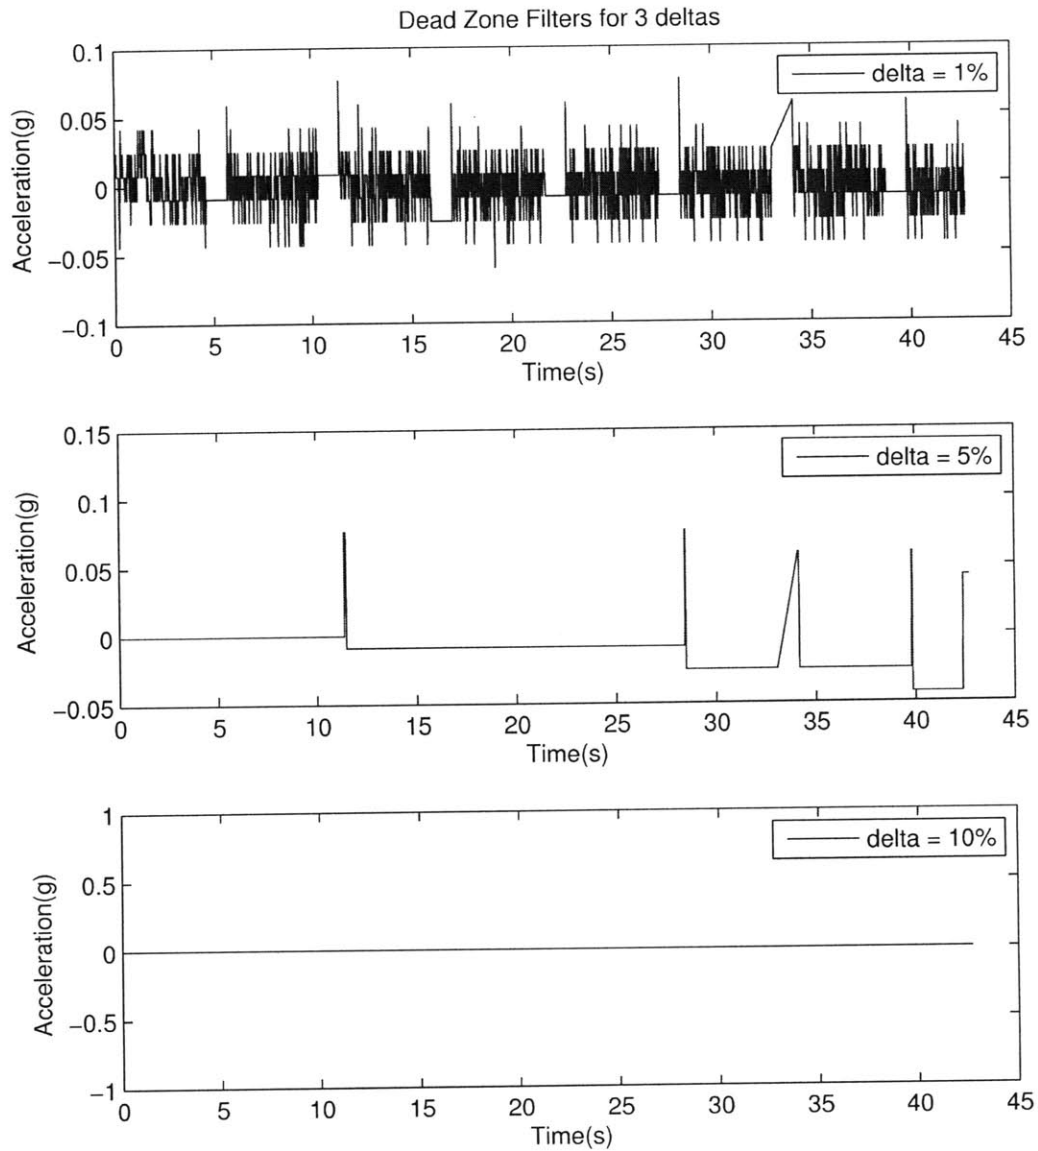 Dead Zone Filters for 3 deltas
0.1
0.05
0
−0.05
−0.1
Acceleration(g)
delta = 1%
0 5 10 15 20 25 30 35 40 45
Time(s)
0.15
0.1
0.05
0
−0.05
Acceleration(g)
delta = 5%
0 5 10 15 20 25 30 35 40 45
Time(s)
1
0.5
0
−0.5
−1
Acceleration(g)
delta = 10%
0 5 10 15 20 25 30 35 40 45
Time(s)